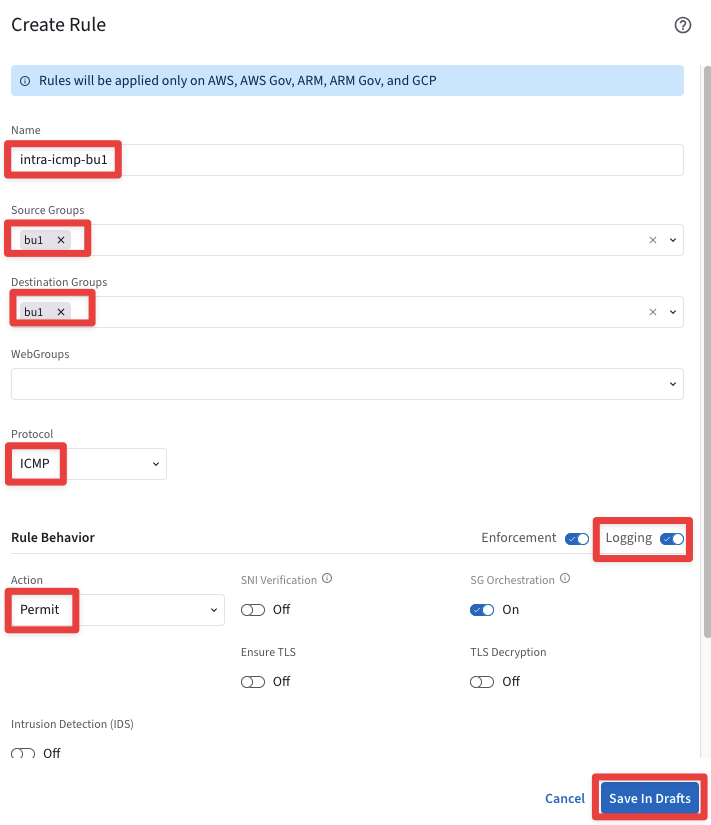 Create Rule
Rules will be applied only on AWS, AWS Gov, ARM, ARM Gov, and GCP
Name
intra-icmp-bu1
Source Groups
bu1
Destination Groups
bu1
WebGroups
Protocol
ICMP
Rule Behavior Enforcement Logging
Action SNI Verification SG Orchestration
Permit Off On
Ensure TLS TLS Decryption
Off Off
Intrusion Detection (IDS)
Off
Cancel Save In Drafts